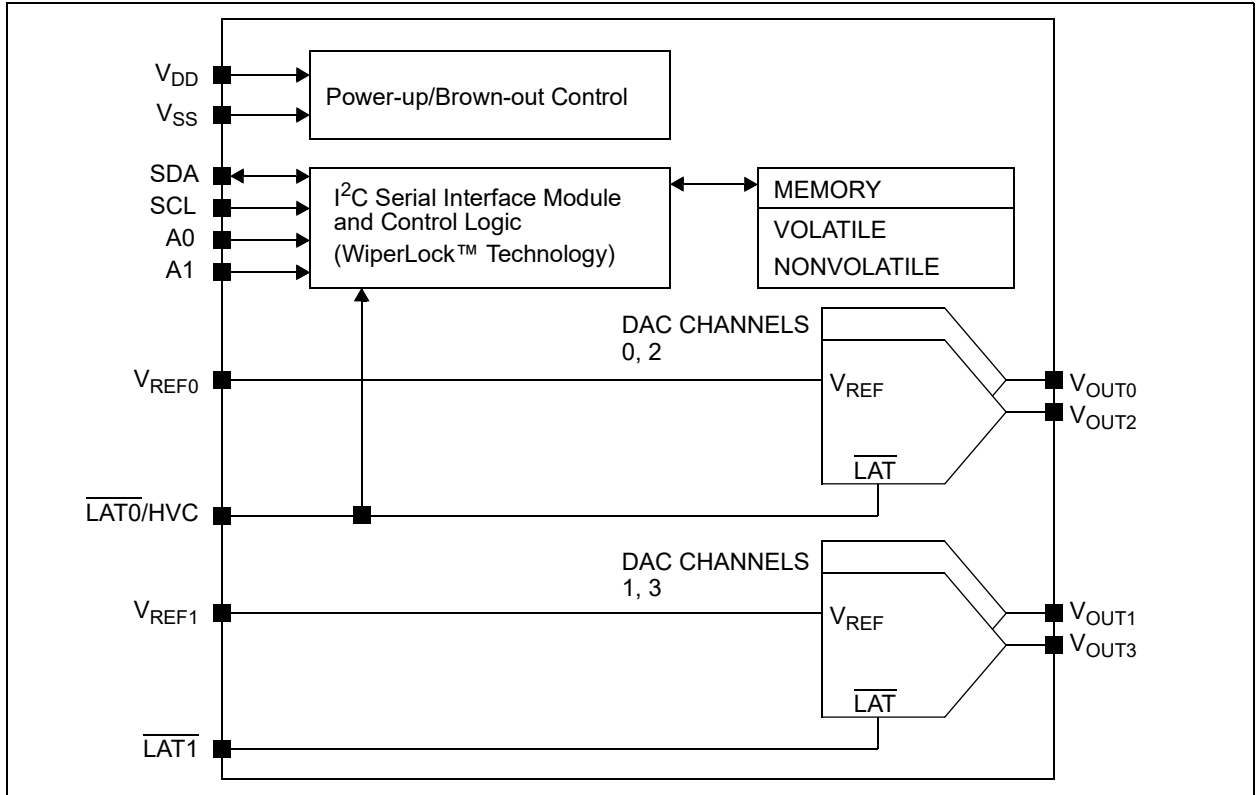 VDD
Power-up/Brown-out Control
VSS
SDA
SCL
A0
A1
I²C Serial Interface Module
and Control Logic
(WiperLock™ Technology)
MEMORY
VOLATILE
NONVOLATILE
DAC CHANNELS
0, 2
VREF0
VREF
LAT
VOUT0
VOUT2
LAT0/HVC
DAC CHANNELS
1, 3
VREF1
VREF
LAT
VOUT1
VOUT3
LAT1